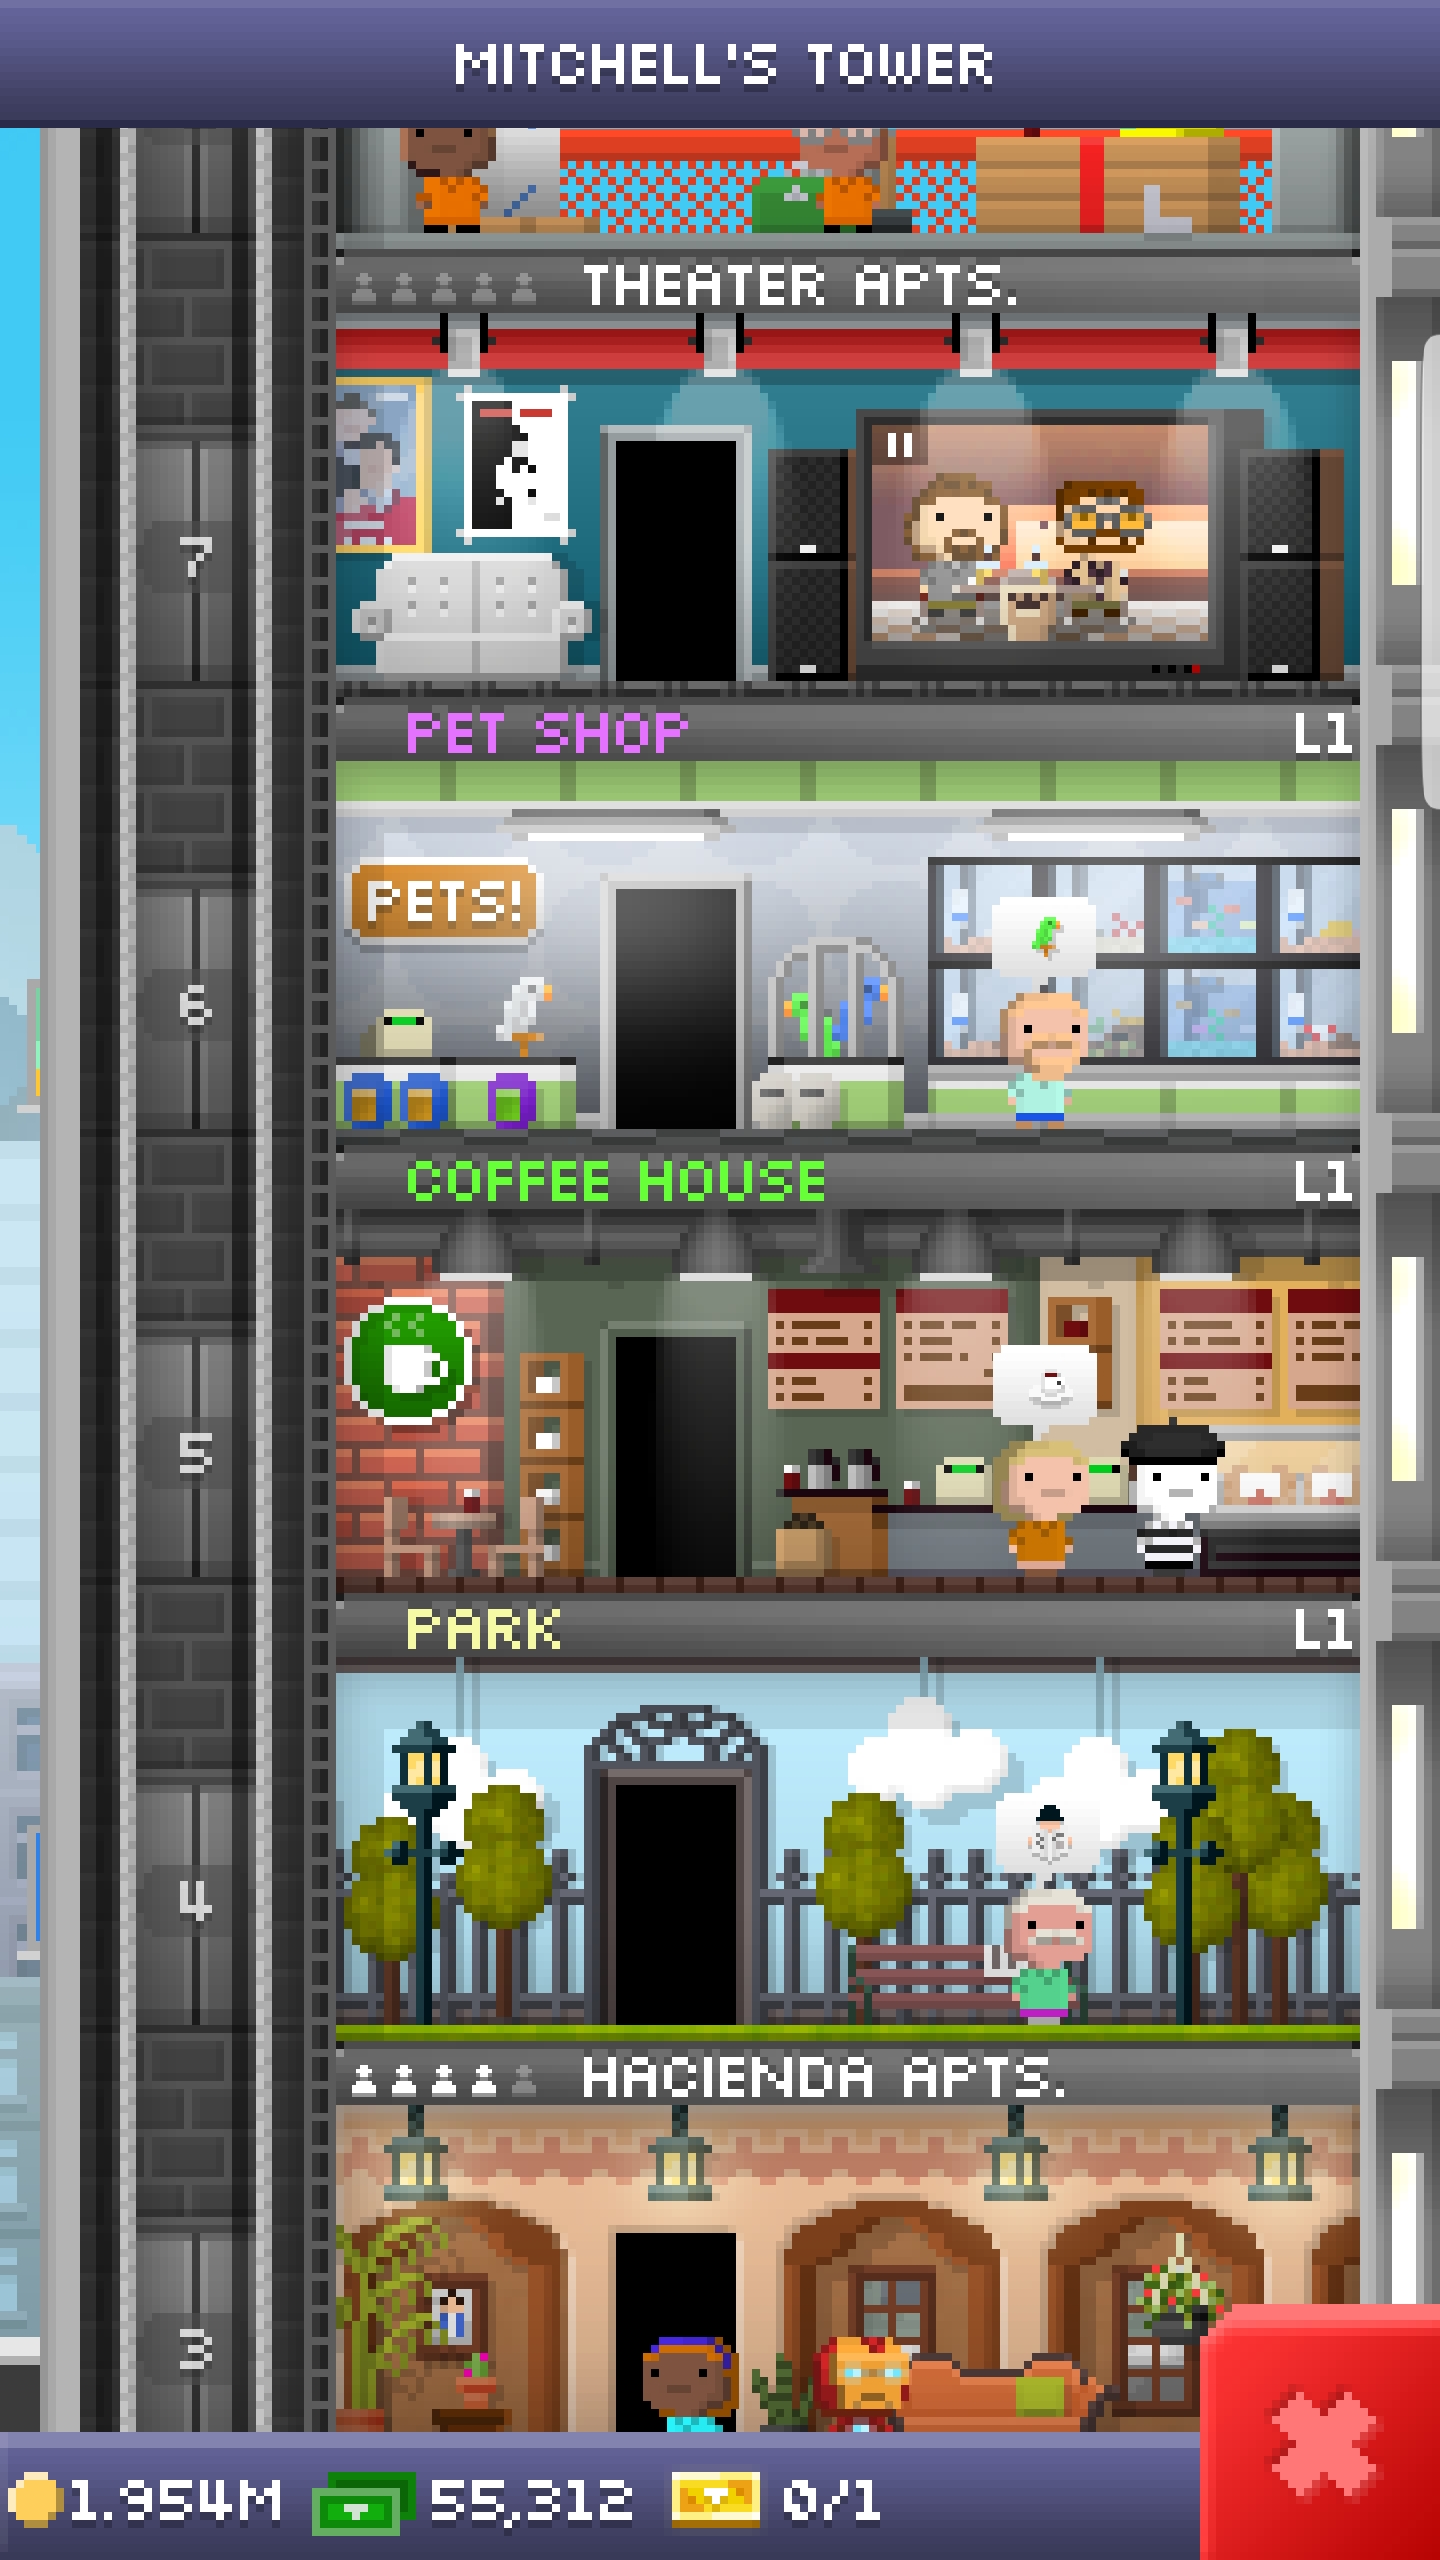 MITCHELL'S TOWER
THEATER APTS.
7
PET SHOP L1
PETS!
6
COFFEE HOUSE L1
5
PARK L1
4
HACIENDA APTS.
3
1.954M 55,312 0/1